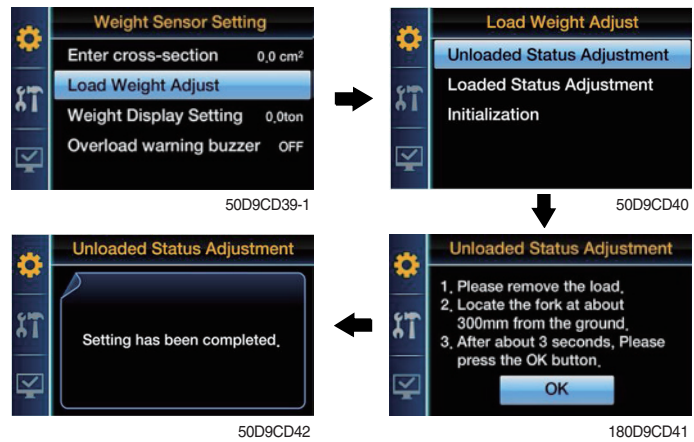 Weight Sensor Setting
Enter cross-section 0.0 cm²
Load Weight Adjust
Weight Display Setting 0.0ton
Overload warning buzzer OFF
50D9CD39-1
Load Weight Adjust
Unloaded Status Adjustment
Loaded Status Adjustment
Initialization
50D9CD40
Unloaded Status Adjustment
1. Please remove the load.
2. Locate the fork at about
300mm from the ground.
3. After about 3 seconds, Please
press the OK button.
OK
180D9CD41
Unloaded Status Adjustment
Setting has been completed.
50D9CD42